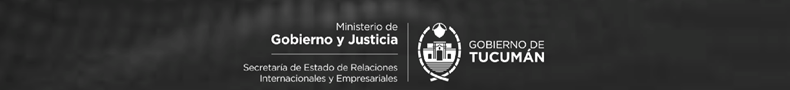 Ministerio de
Gobierno y Justicia
Secretaría de Estado de Relaciones
Internacionales y Empresariales
GOBIERNO DE
TUCUMÁN